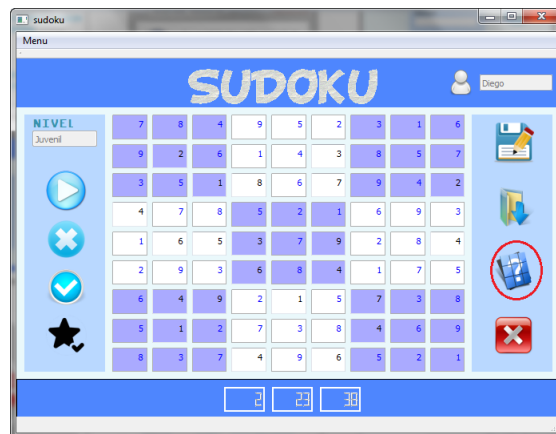 sudoku
Menu
SUDOKU
Diego
NIVEL
Juvenil
7 8 4 9 5 2 3 1 6
9 2 6 1 4 3 8 5 7
3 5 1 8 6 7 9 4 2
4 7 8 5 2 1 6 9 3
1 6 5 3 7 9 2 8 4
2 9 3 6 8 4 1 7 5
6 4 9 2 1 5 7 3 8
5 1 2 7 3 8 4 6 9
8 3 7 4 9 6 5 2 1
2 23 38